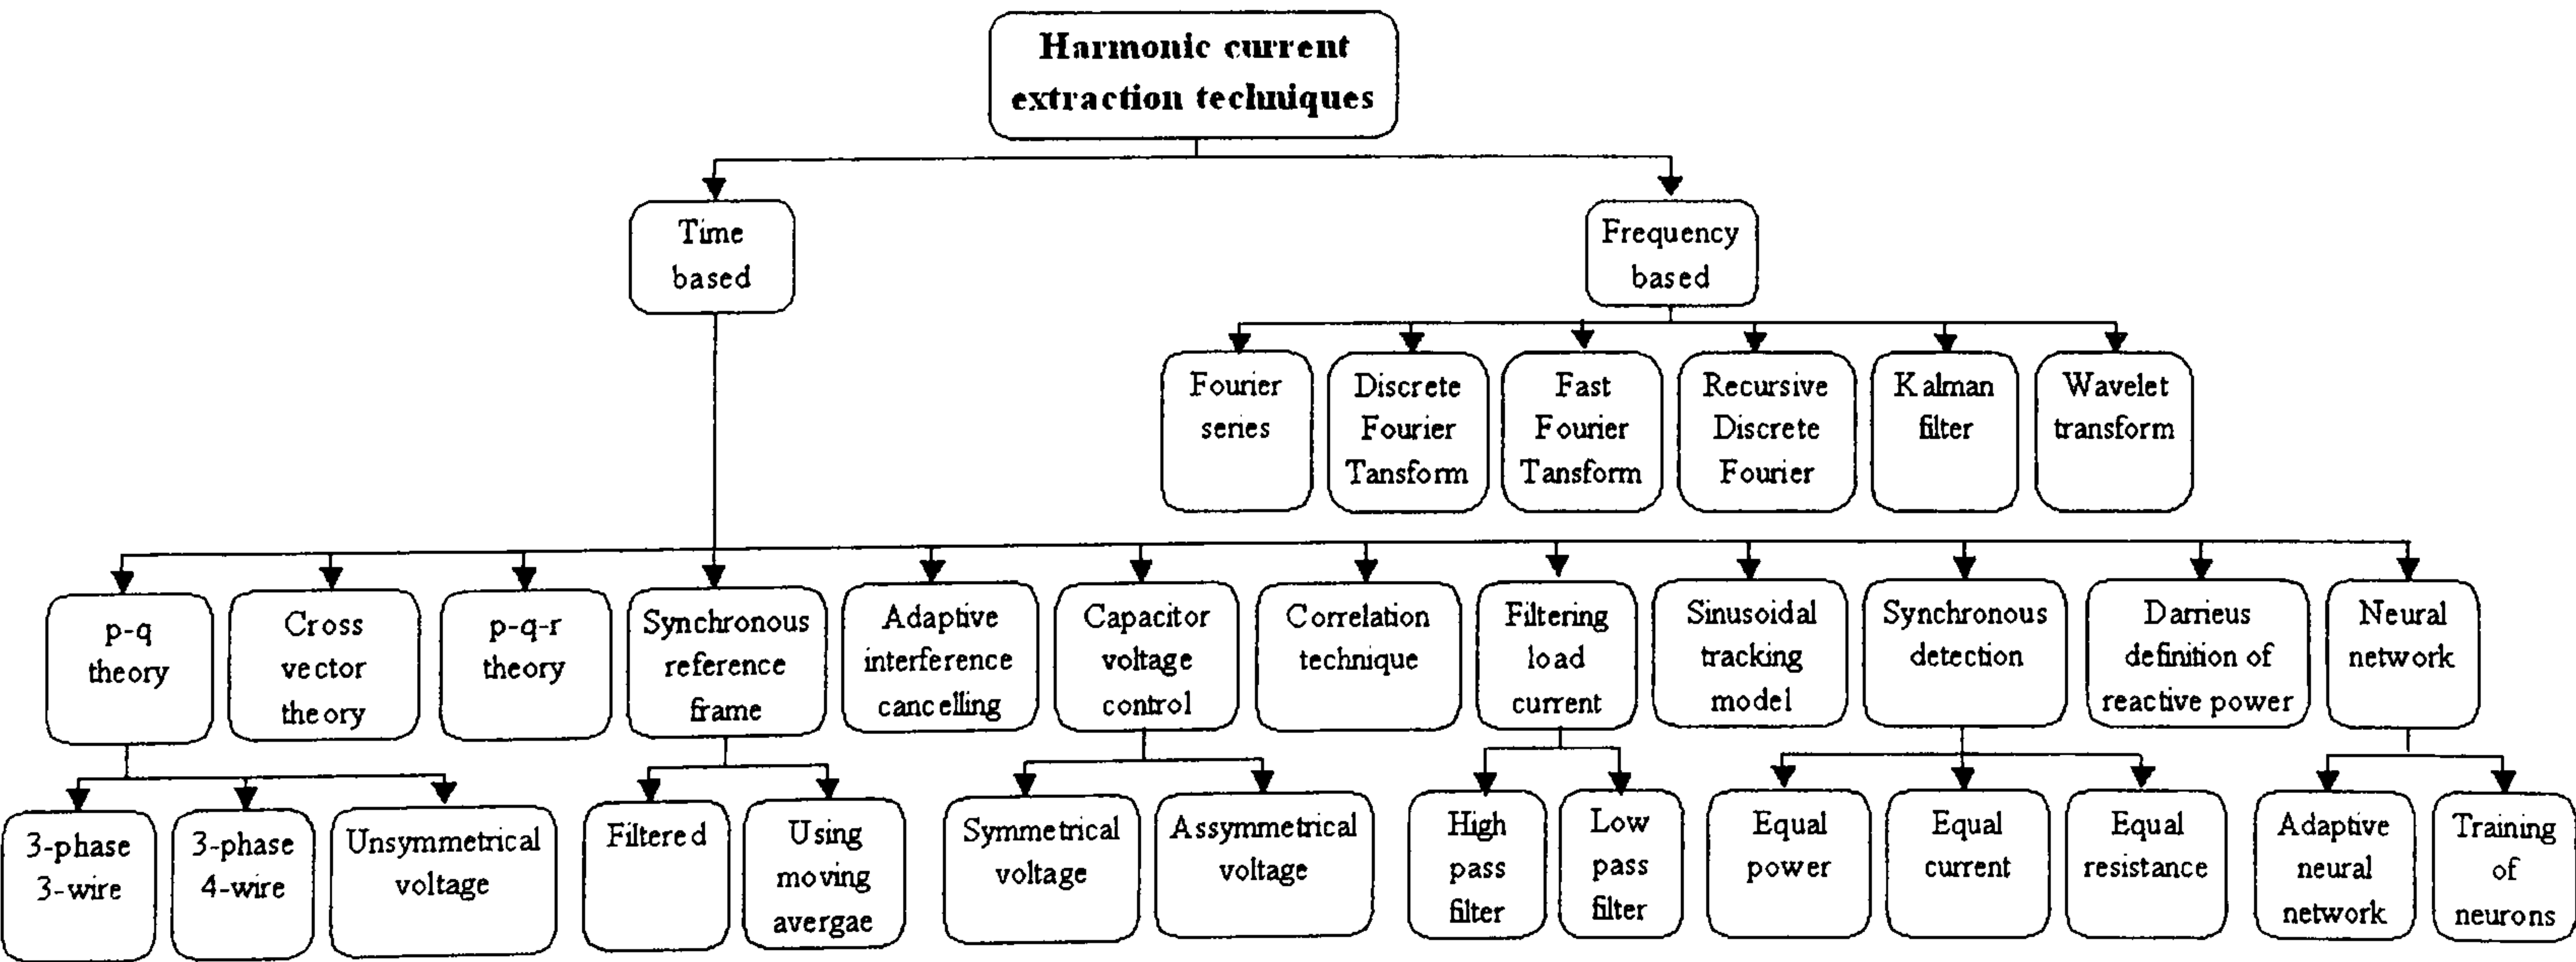 Harmonic current
extraction techniques
Time
based
Frequency
based
Fourier
series
Discrete
Fourier
Tansform
Fast
Fourier
Tansform
Recursive
Discrete
Fourier
Kalman
filter
Wavelet
transform
p-q
theory
Cross
vector
theory
p-q-r
theory
Synchronous
reference
frame
Adaptive
interference
cancelling
Capacitor
voltage
control
Correlation
technique
Filtering
load
current
Sinusoidal
tracking
model
Synchronous
detection
Darrieus
definition of
reactive power
Neural
network
3-phase
3-wire
3-phase
4-wire
Unsymmetrical
voltage
Filtered
Using
moving
avergae
Symmetrical
voltage
Assymmetrical
voltage
High
pass
filter
Low
pass
filter
Equal
power
Equal
current
Equal
resistance
Adaptive
neural
network
Training
of
neurons